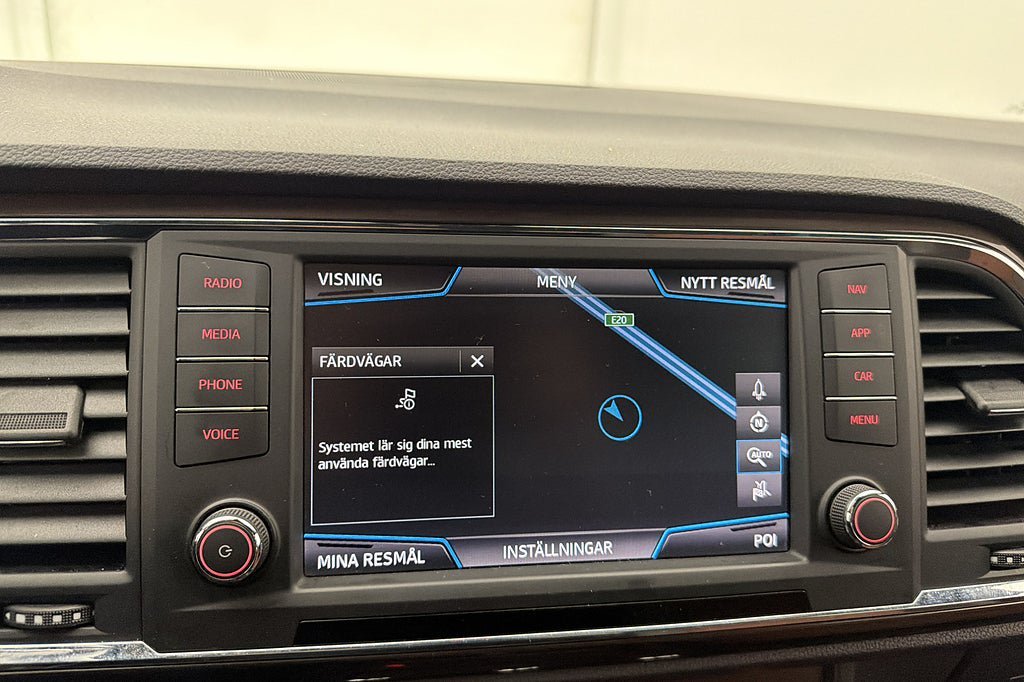 RADIO
MEDIA
PHONE
VOICE
VISNING
MENY
NYTT RESMÅL
E20
FÄRDVÄGAR
Systemet lär sig dina mest
använda färdvägar...
N
AUTO
MINA RESMÅL
INSTÄLLNINGAR
POI
NAV
APP
CAR
MENU